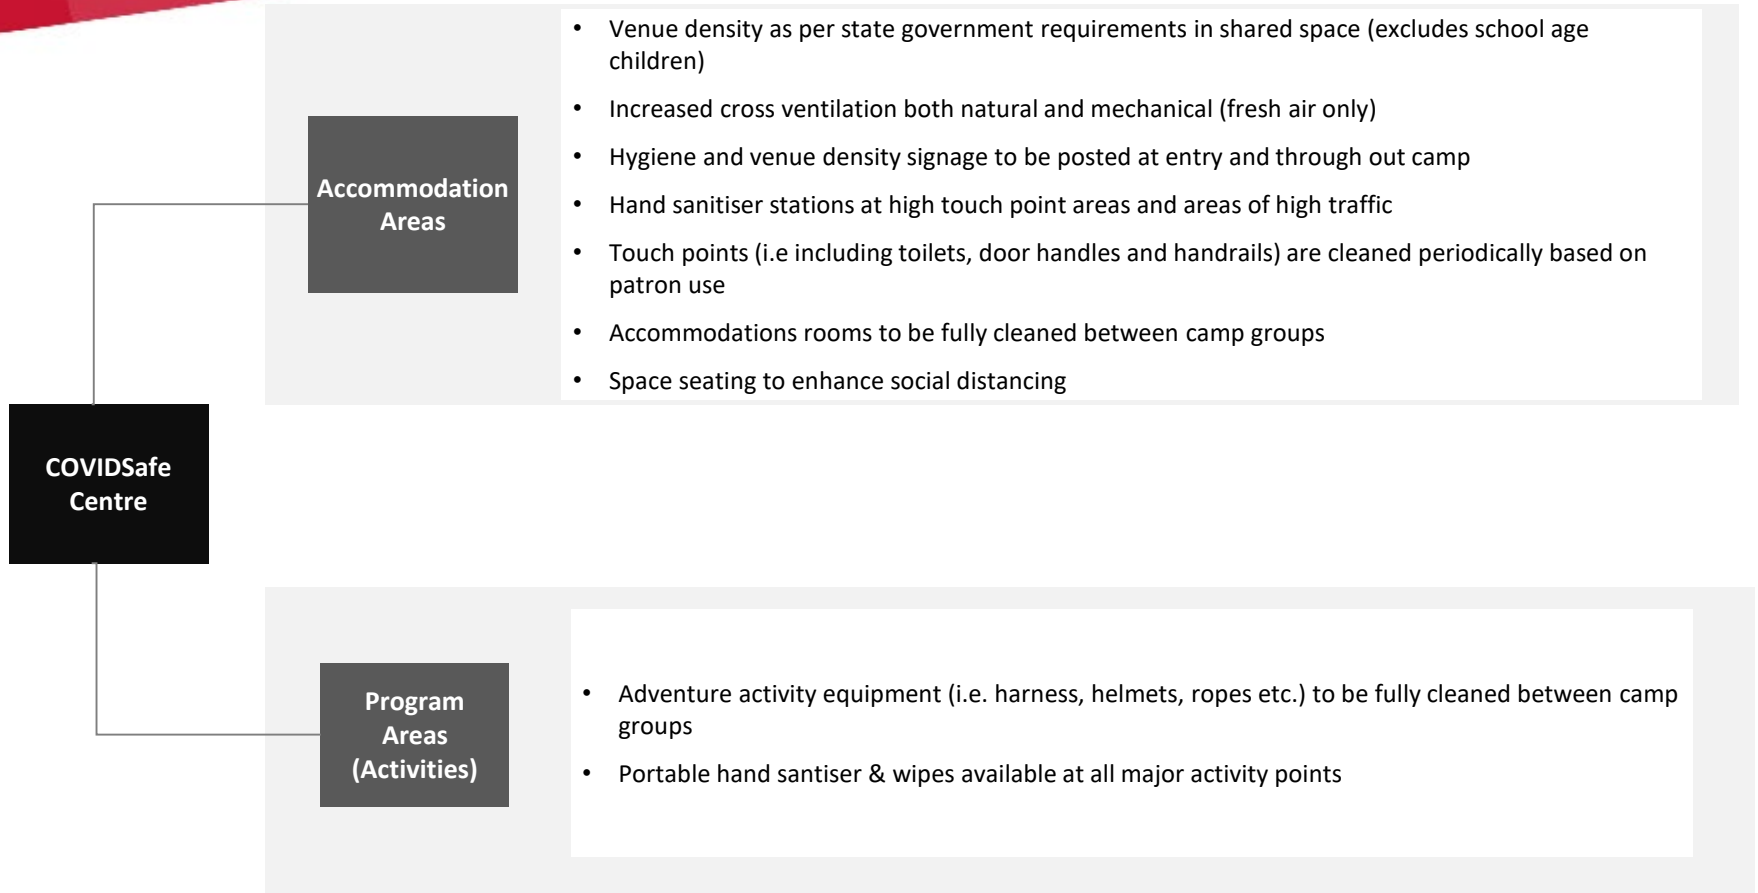 • Venue density as per state government requirements in shared space (excludes school age
children)
• Increased cross ventilation both natural and mechanical (fresh air only)
• Hygiene and venue density signage to be posted at entry and through out camp
• Hand sanitiser stations at high touch point areas and areas of high traffic
• Touch points (i.e including toilets, door handles and handrails) are cleaned periodically based on
patron use
• Accommodations rooms to be fully cleaned between camp groups
• Space seating to enhance social distancing
Accommodation
Areas
COVIDSafe
Centre
Program
Areas
(Activities)
• Adventure activity equipment (i.e. harness, helmets, ropes etc.) to be fully cleaned between camp
groups
• Portable hand santiser & wipes available at all major activity points